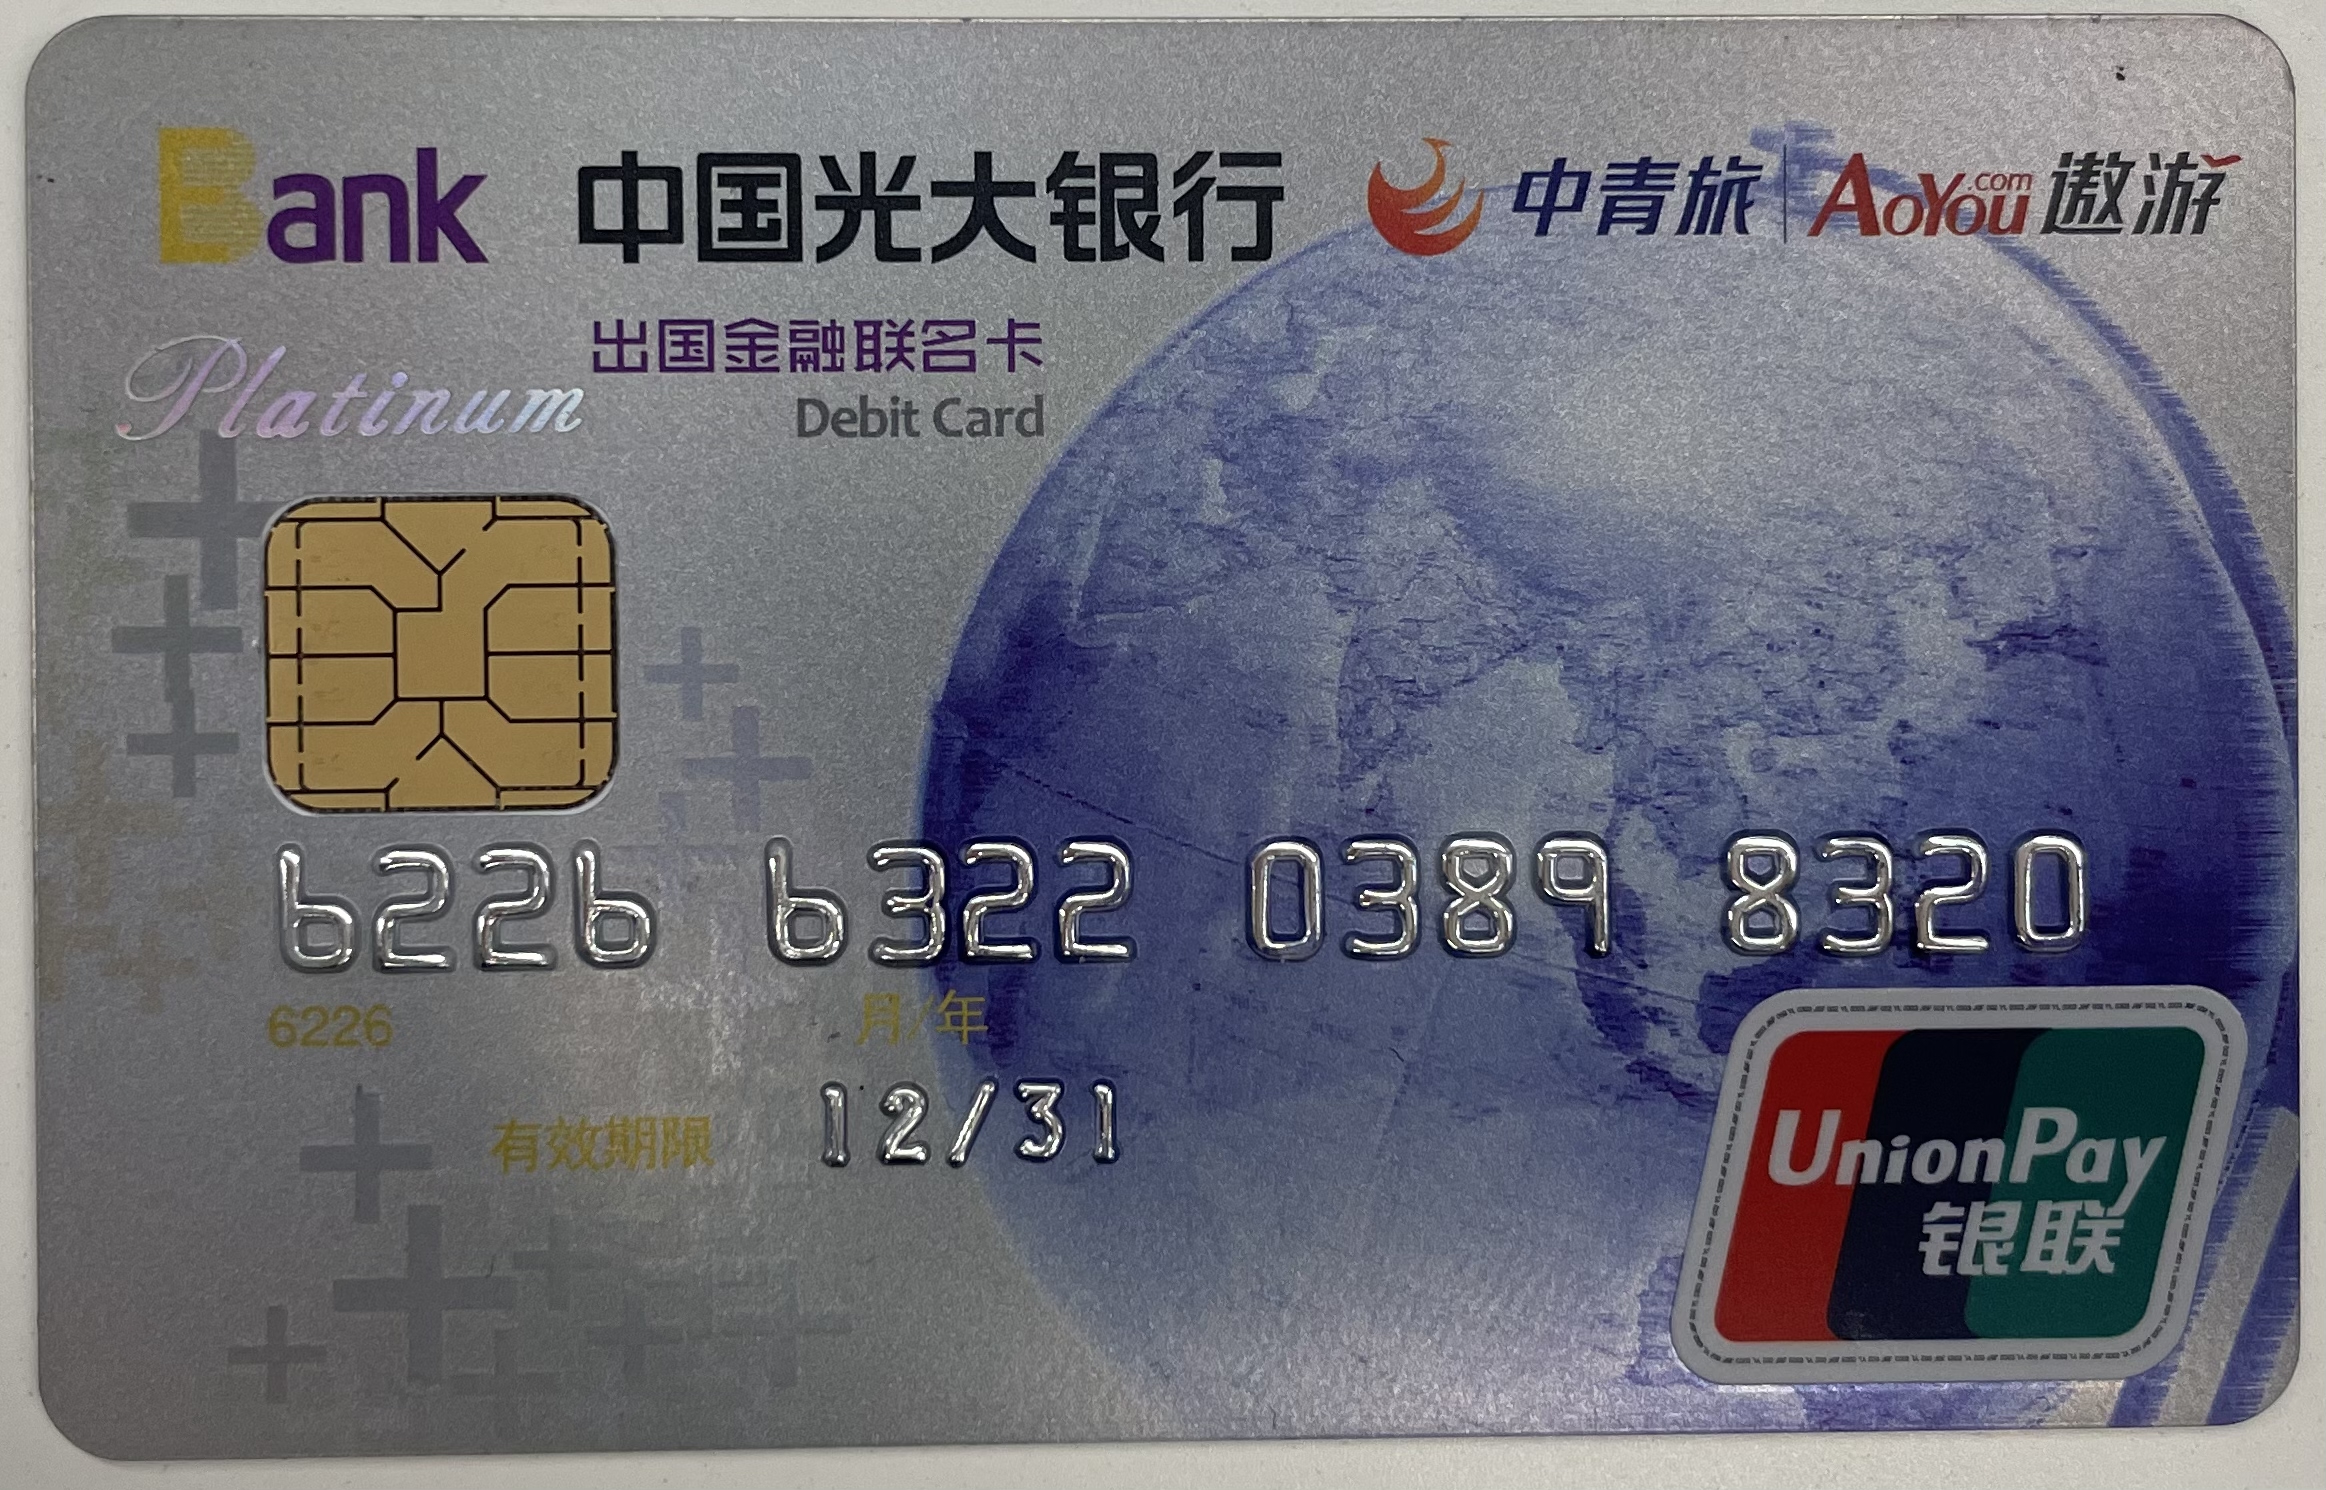 Bank 中国光大银行 中青旅 AoYou.com 遨游
出国金融联名卡
Platinum
Debit Card
6226 6322 0389 8320
6226 月/年
有效期限 12/31
UnionPay
银联